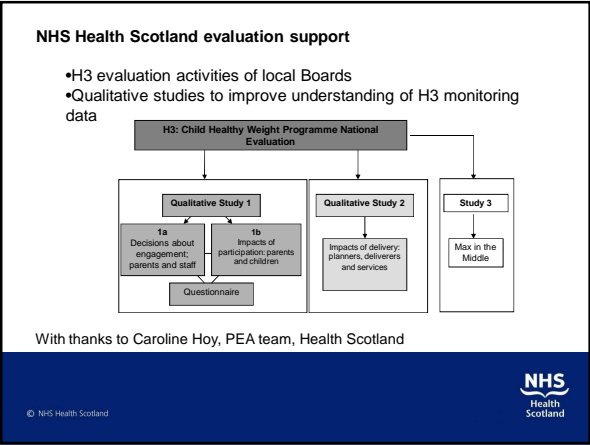 NHS Health Scotland evaluation support
•H3 evaluation activities of local Boards
•Qualitative studies to improve understanding of H3 monitoring
data
H3: Child Healthy Weight Programme National
Evaluation
Qualitative Study 1
1a
Decisions about
engagement;
parents and staff
1b
Impacts of
participation: parents
and children
Questionnaire
Qualitative Study 2
Impacts of delivery:
planners, deliverers
and services
Study 3
Max in the
Middle
With thanks to Caroline Hoy, PEA team, Health Scotland
© NHS Health Scotland
NHS
Health
Scotland